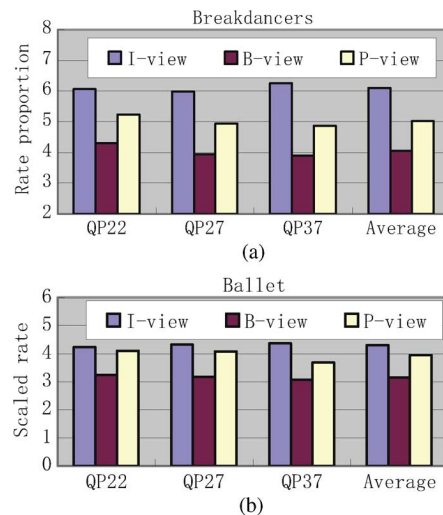 Breakdancers
8
7
6
5
4
3
2
Rate proportion
I-view B-view P-view
QP22 QP27 QP37 Average
(a)
Ballet
6
5
4
3
2
1
0
Scaled rate
I-view B-view P-view
QP22 QP27 QP37 Average
(b)